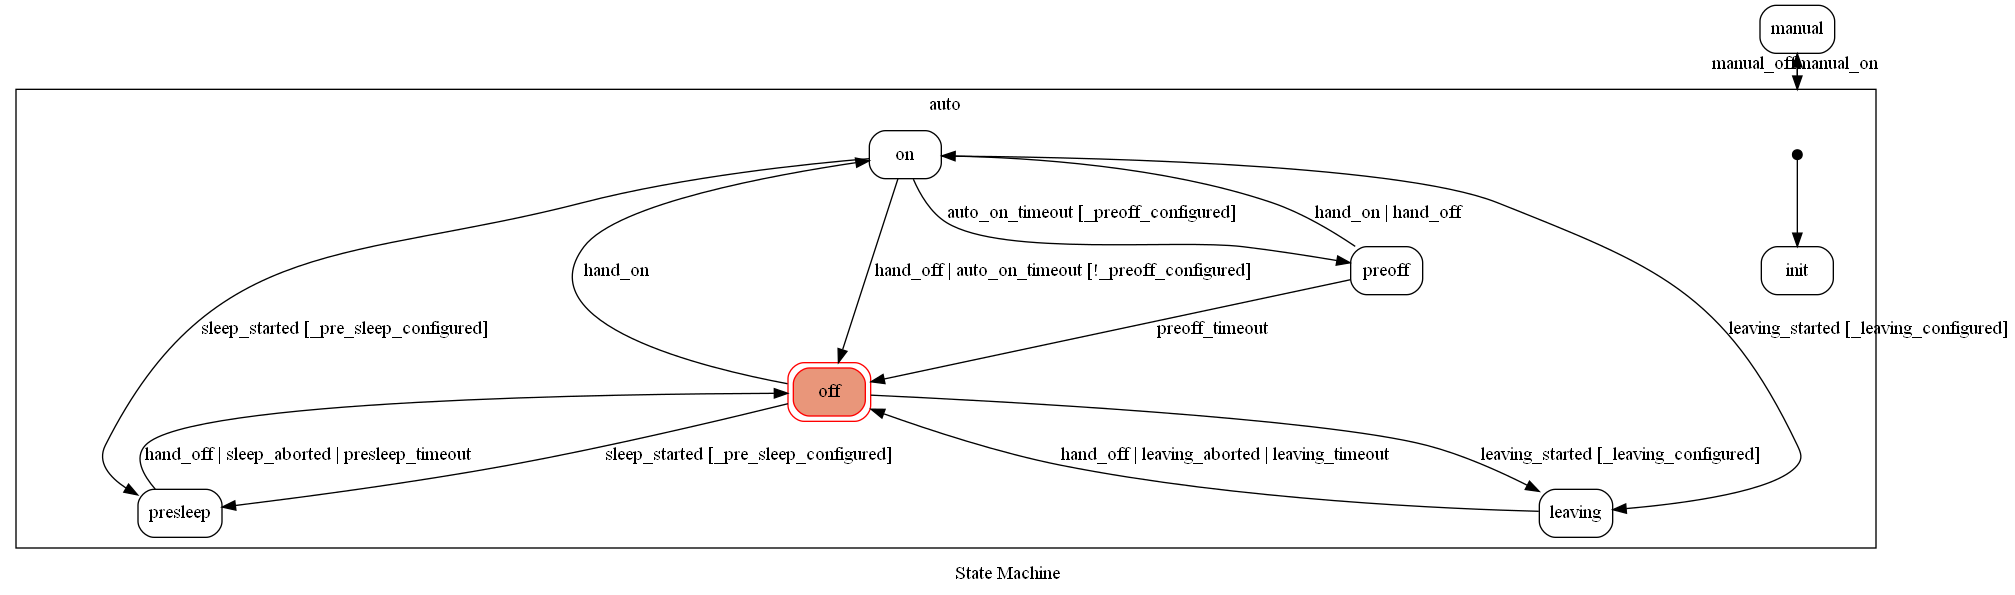 manual
manual_off
manual_on
auto
on
auto_on_timeout [_preoff_configured]
hand_on | hand_off
hand_on
hand_off | auto_on_timeout [!_preoff_configured]
preoff
init
sleep_started [_pre_sleep_configured]
preoff_timeout
leaving_started [_leaving_configured]
off
hand_off | sleep_aborted | presleep_timeout
sleep_started [_pre_sleep_configured]
hand_off | leaving_aborted | leaving_timeout
leaving_started [_leaving_configured]
presleep
leaving
State Machine